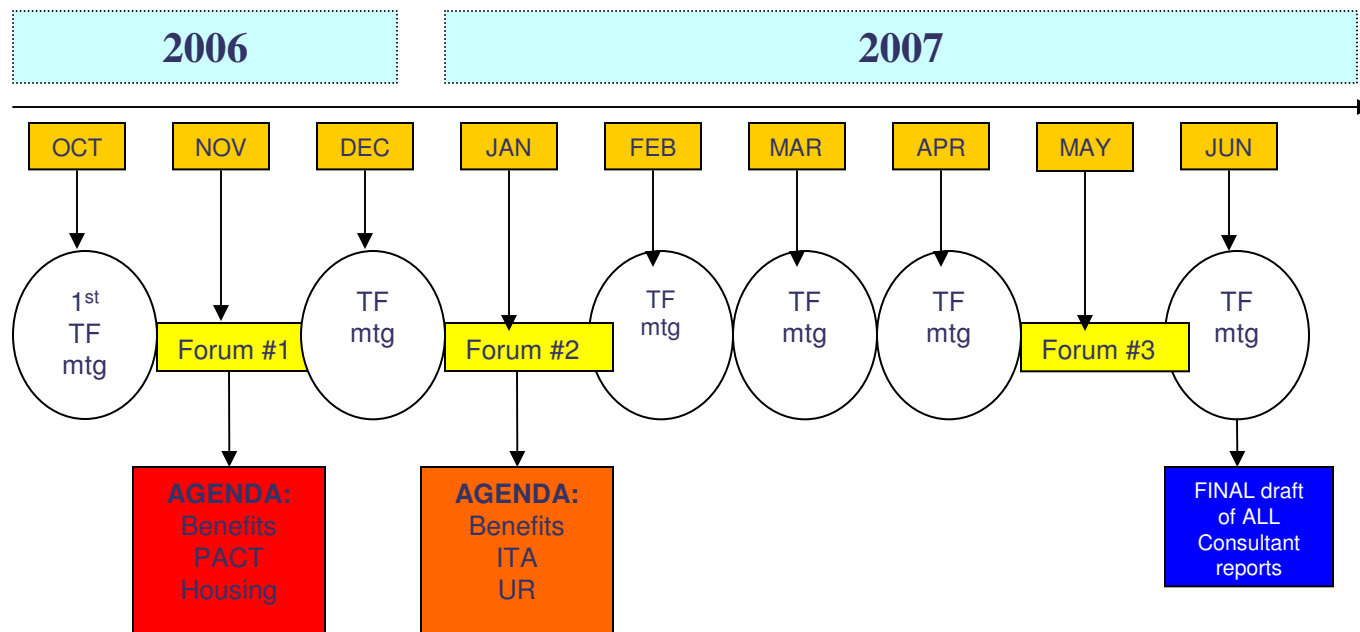 2006
2007
OCT
NOV
DEC
JAN
FEB
MAR
APR
MAY
JUN
1st
TF
mtg
Forum #1
TF
mtg
Forum #2
TF
mtg
TF
mtg
TF
mtg
Forum #3
TF
mtg
AGENDA:
Benefits
PACT
Housing
AGENDA:
Benefits
ITA
UR
FINAL draft
of ALL
Consultant
reports